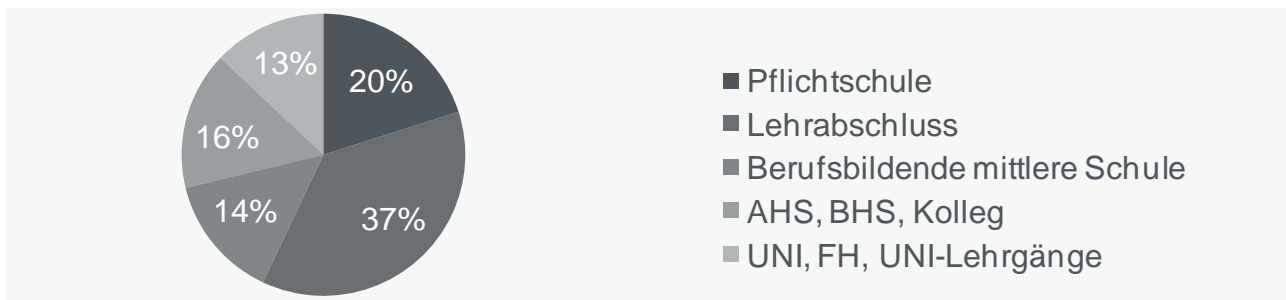 13%
20%
16%
14%
37%
Pflichtschule
Lehrabschluss
Berufsbildende mittlere Schule
AHS, BHS, Kolleg
UNI, FH, UNI-Lehrgänge